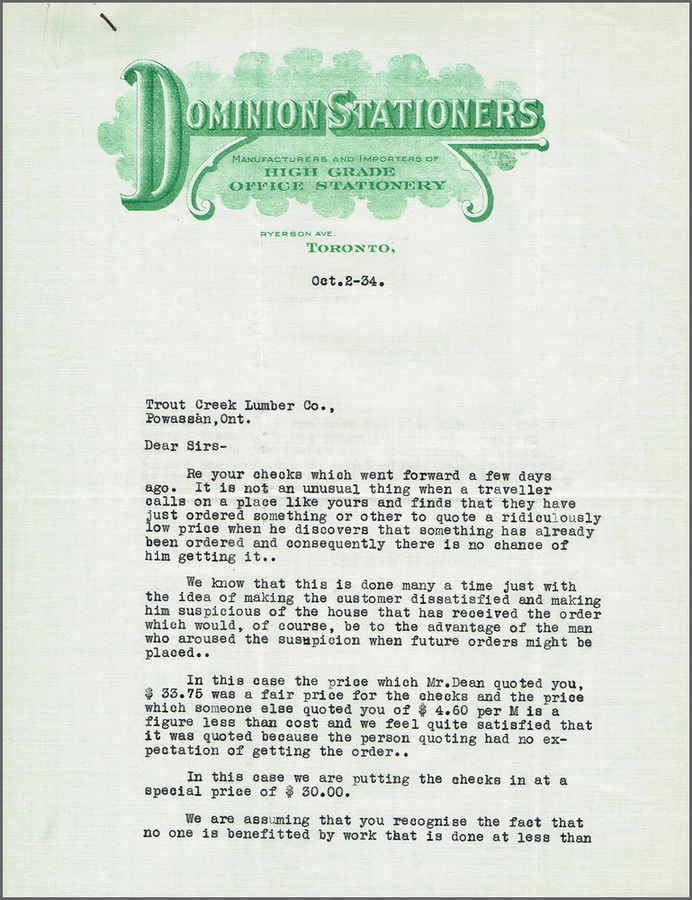 DOMINION STATIONERS
MANUFACTURERS AND IMPORTERS OF
HIGH GRADE
OFFICE STATIONERY
RYERSON AVE.
TORONTO,
Oct.2-34.
Trout Creek Lumber Co.,
Powassan,Ont.
Dear Sirs-
Re your checks which went forward a few days
ago. It is not an unusual thing when a traveller
calls on a place like yours and finds that they have
just ordered something or other to quote a ridiculously
low price when he discovers that something has already
been ordered and consequently there is no chance of
him getting it..
We know that this is done many a time just with
the idea of making the customer dissatisfied and making
him suspicious of the house that has received the order
which would, of course, be to the advantage of the man
who aroused the suspicion when future orders might be
placed..
In this case the price which Mr.Dean quoted you,
$ 33.75 was a fair price for the checks and the price
which someone else quoted you of $ 4.60 per M is a
figure less than cost and we feel quite satisfied that
it was quoted because the person quoting had no ex-
pectation of getting the order..
In this case we are putting the checks in at a
special price of $ 30.00.
We are assuming that you recognise the fact that
no one is benefitted by work that is done at less than